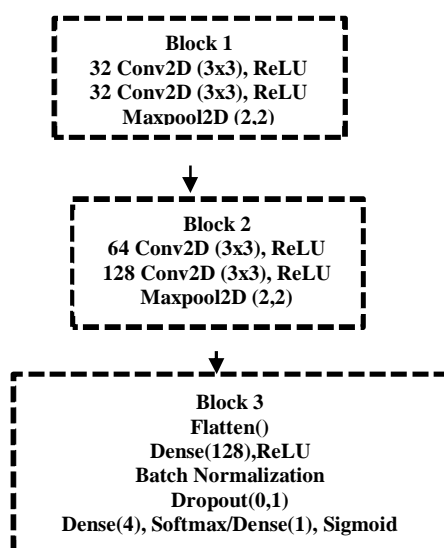 Block 1
32 Conv2D (3x3), ReLU
32 Conv2D (3x3), ReLU
Maxpool2D (2,2)
Block 2
64 Conv2D (3x3), ReLU
128 Conv2D (3x3), ReLU
Maxpool2D (2,2)
Block 3
Flatten()
Dense(128),ReLU
Batch Normalization
Dropout(0,1)
Dense(4), Softmax/Dense(1), Sigmoid